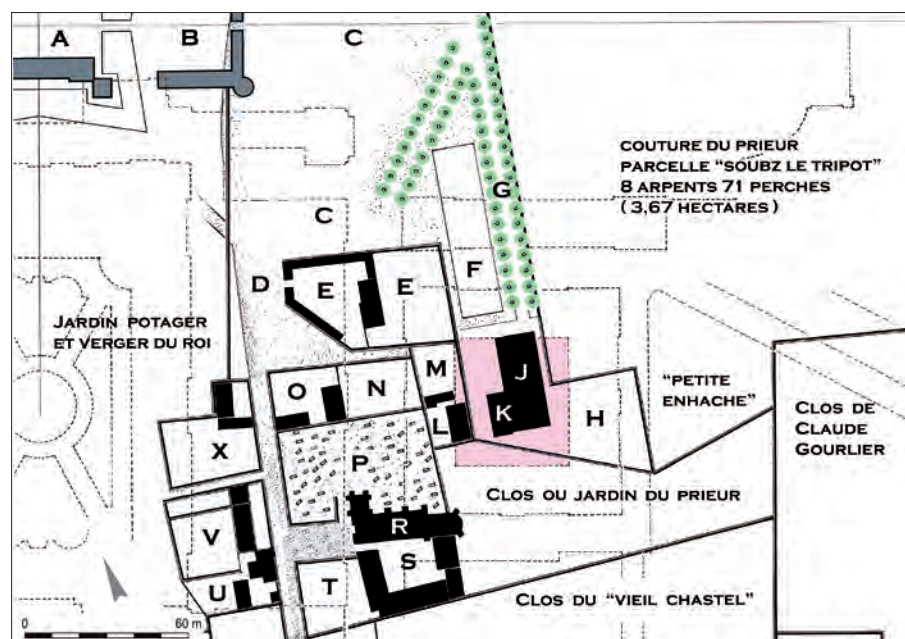 A
B
C
COUTURE DU PRIEUR
PARCELLE "SOUBZ LE TRIPOT"
8 ARPENTS 71 PERCHES
(3,67 HECTARES)
G
C
F
D
E
E
JARDIN POTAGER
ET VERGER DU ROI
M
J
"PETITE
ENHACHE"
O
N
K
H
CLOS DE
CLAUDE
GOURLIER
L
X
P
CLOS OU JARDIN DU PRIEUR
R
V
S
U
T
CLOS DU "VIEIL CHASTEL"
0
60 m